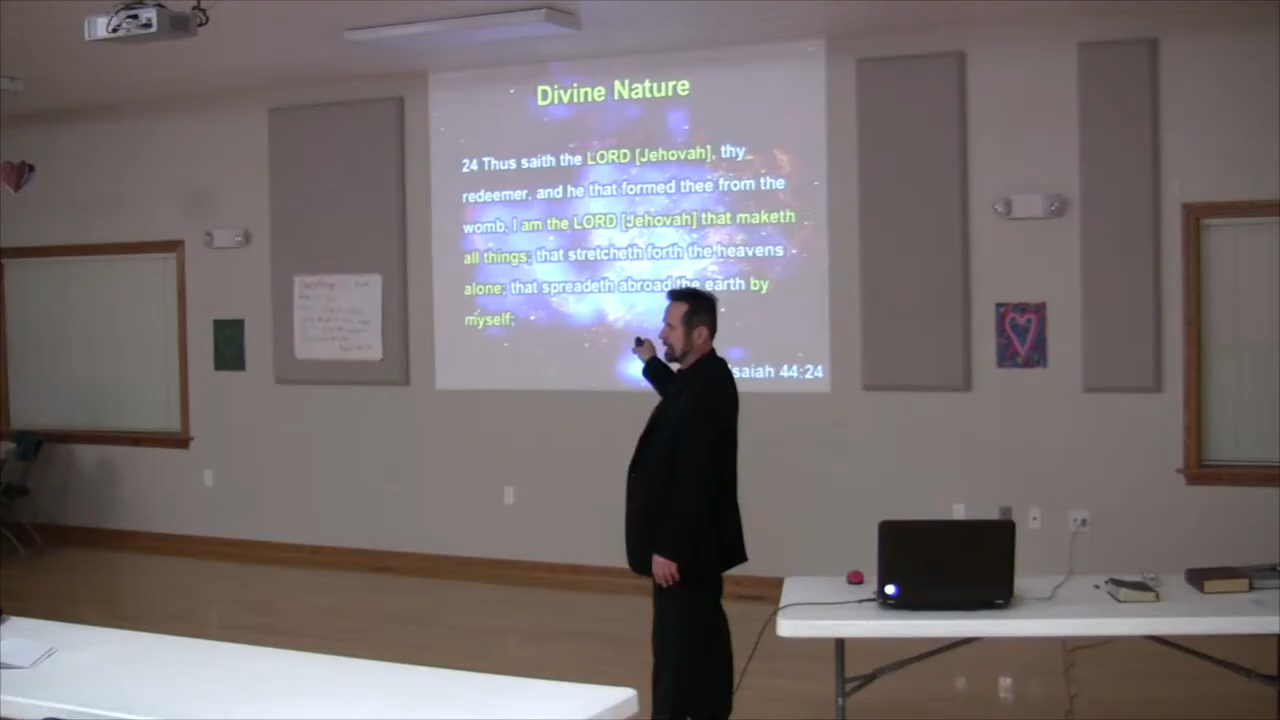 Divine Nature
24 Thus saith the LORD [Jehovah], thy
redeemer, and he that formed thee from the
womb, I am the LORD [Jehovah] that maketh
all things; that stretcheth forth the heavens
alone; that spreadeth abroad the earth by
myself;
saiah 44:24